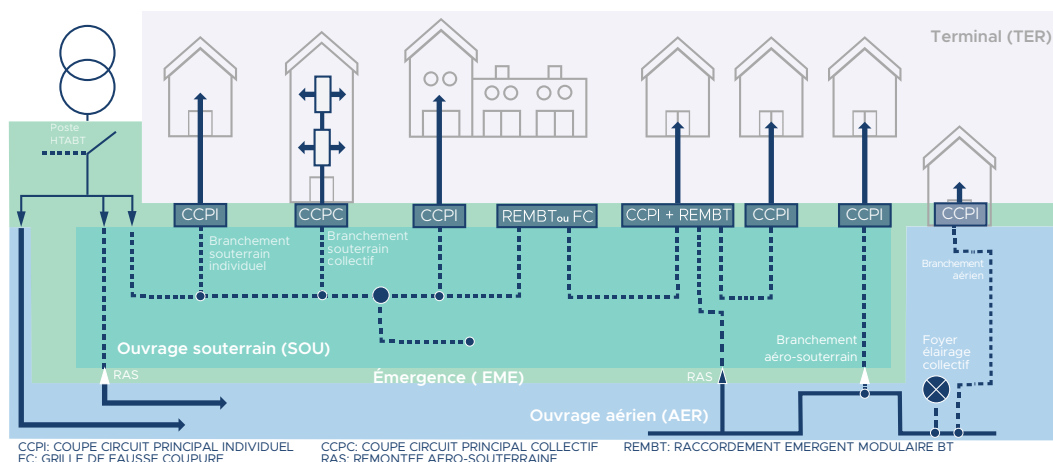 Terminal (TER)
Poste
HTABT
CCPI
CCPC
CCPI
REMBT ou FC
CCPI + REMBT
CCPI
CCPI
CCPI
Branchement
souterrain
individuel
Branchement
souterrain
collectif
Branchement
aérien
Ouvrage souterrain (SOU)
Branchement
aéro-souterrain
Foyer
élairage
collectif
RAS
Émergence ( EME)
RAS
Ouvrage aérien (AER)
CCPI: COUPE CIRCUIT PRINCIPAL INDIVIDUEL
CCPC: COUPE CIRCUIT PRINCIPAL COLLECTIF
REMBT: RACCORDEMENT EMERGENT MODULAIRE BT
FC: GRILLE DE FAUSSE COUPURE
RAS: REMONTEE AERO-SOUTERRAINE